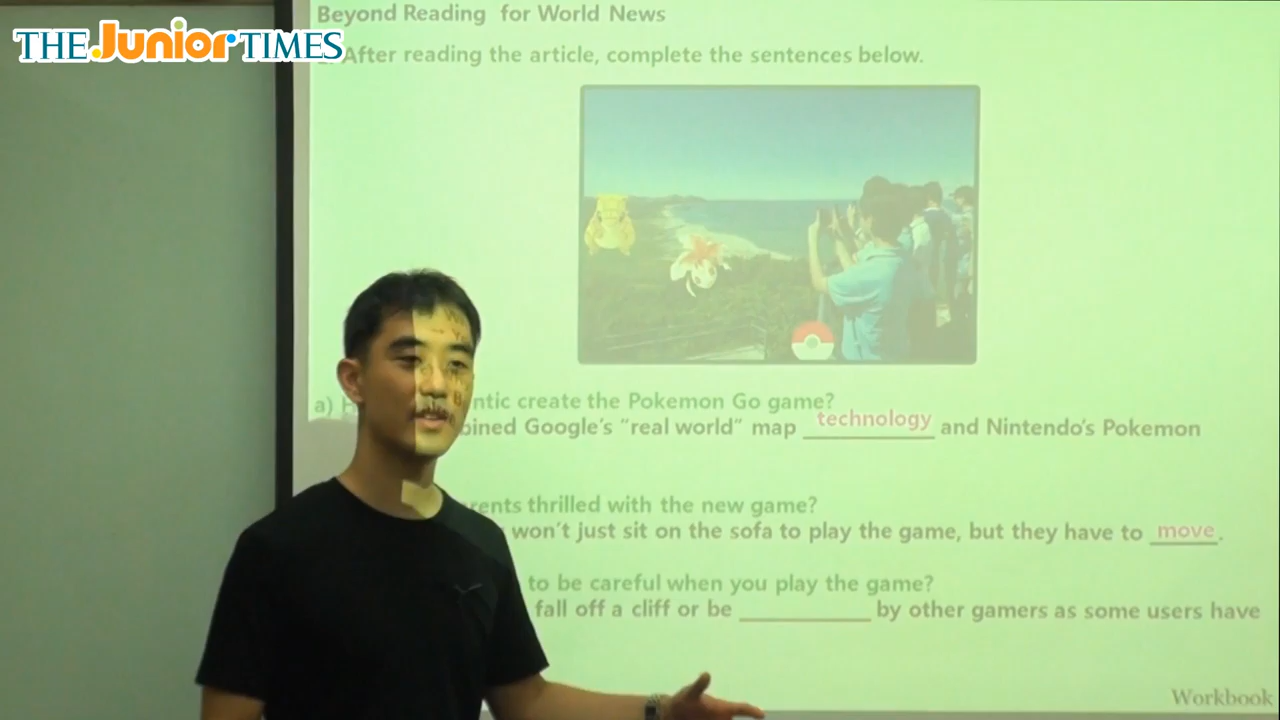 THE Junior TIMES
Beyond Reading for World News
After reading the article, complete the sentences below.
a) ntic create the Pokemon Go game?
bined Google's "real world" map technology and Nintendo's Pokemon
rents thrilled with the new game?
won't just sit on the sofa to play the game, but they have to move.
to be careful when you play the game?
fall off a cliff or be __________ by other gamers as some users have
Workbook